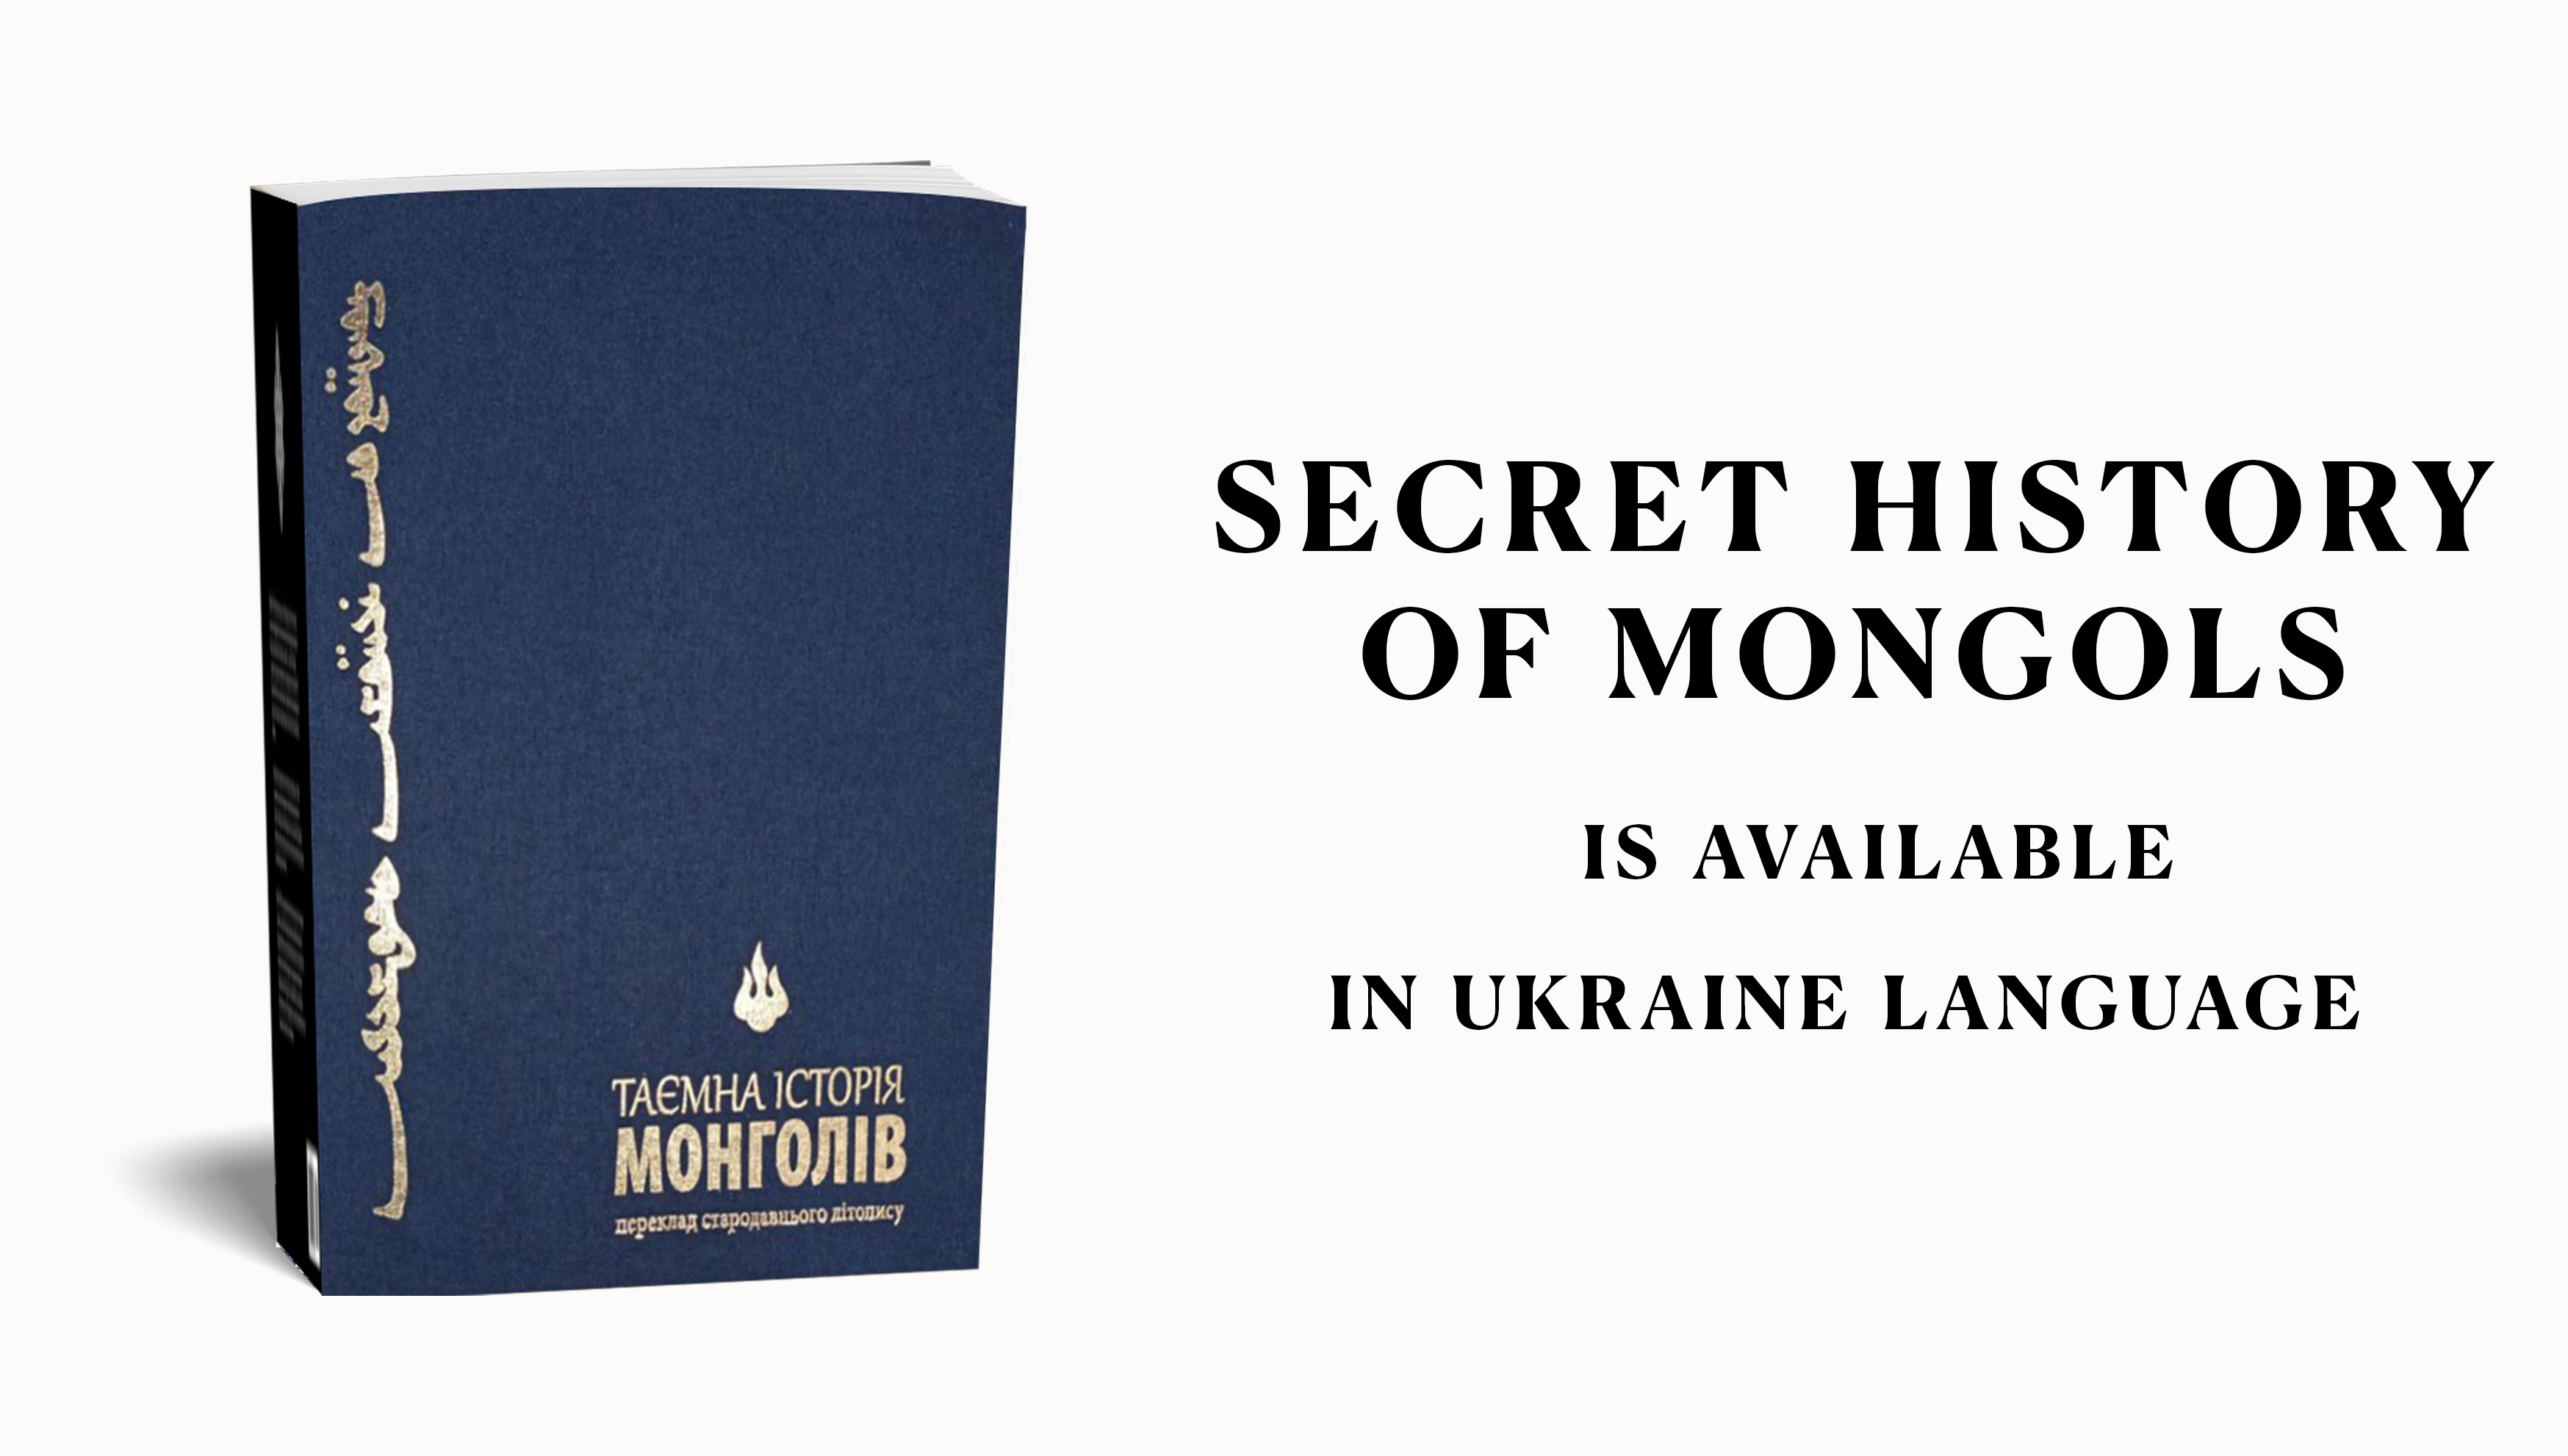 ТАЄМНА ІСТОРІЯ
МОНГОЛІВ
переклад стародавнього літопису
SECRET HISTORY
OF MONGOLS
IS AVAILABLE
IN UKRAINE LANGUAGE